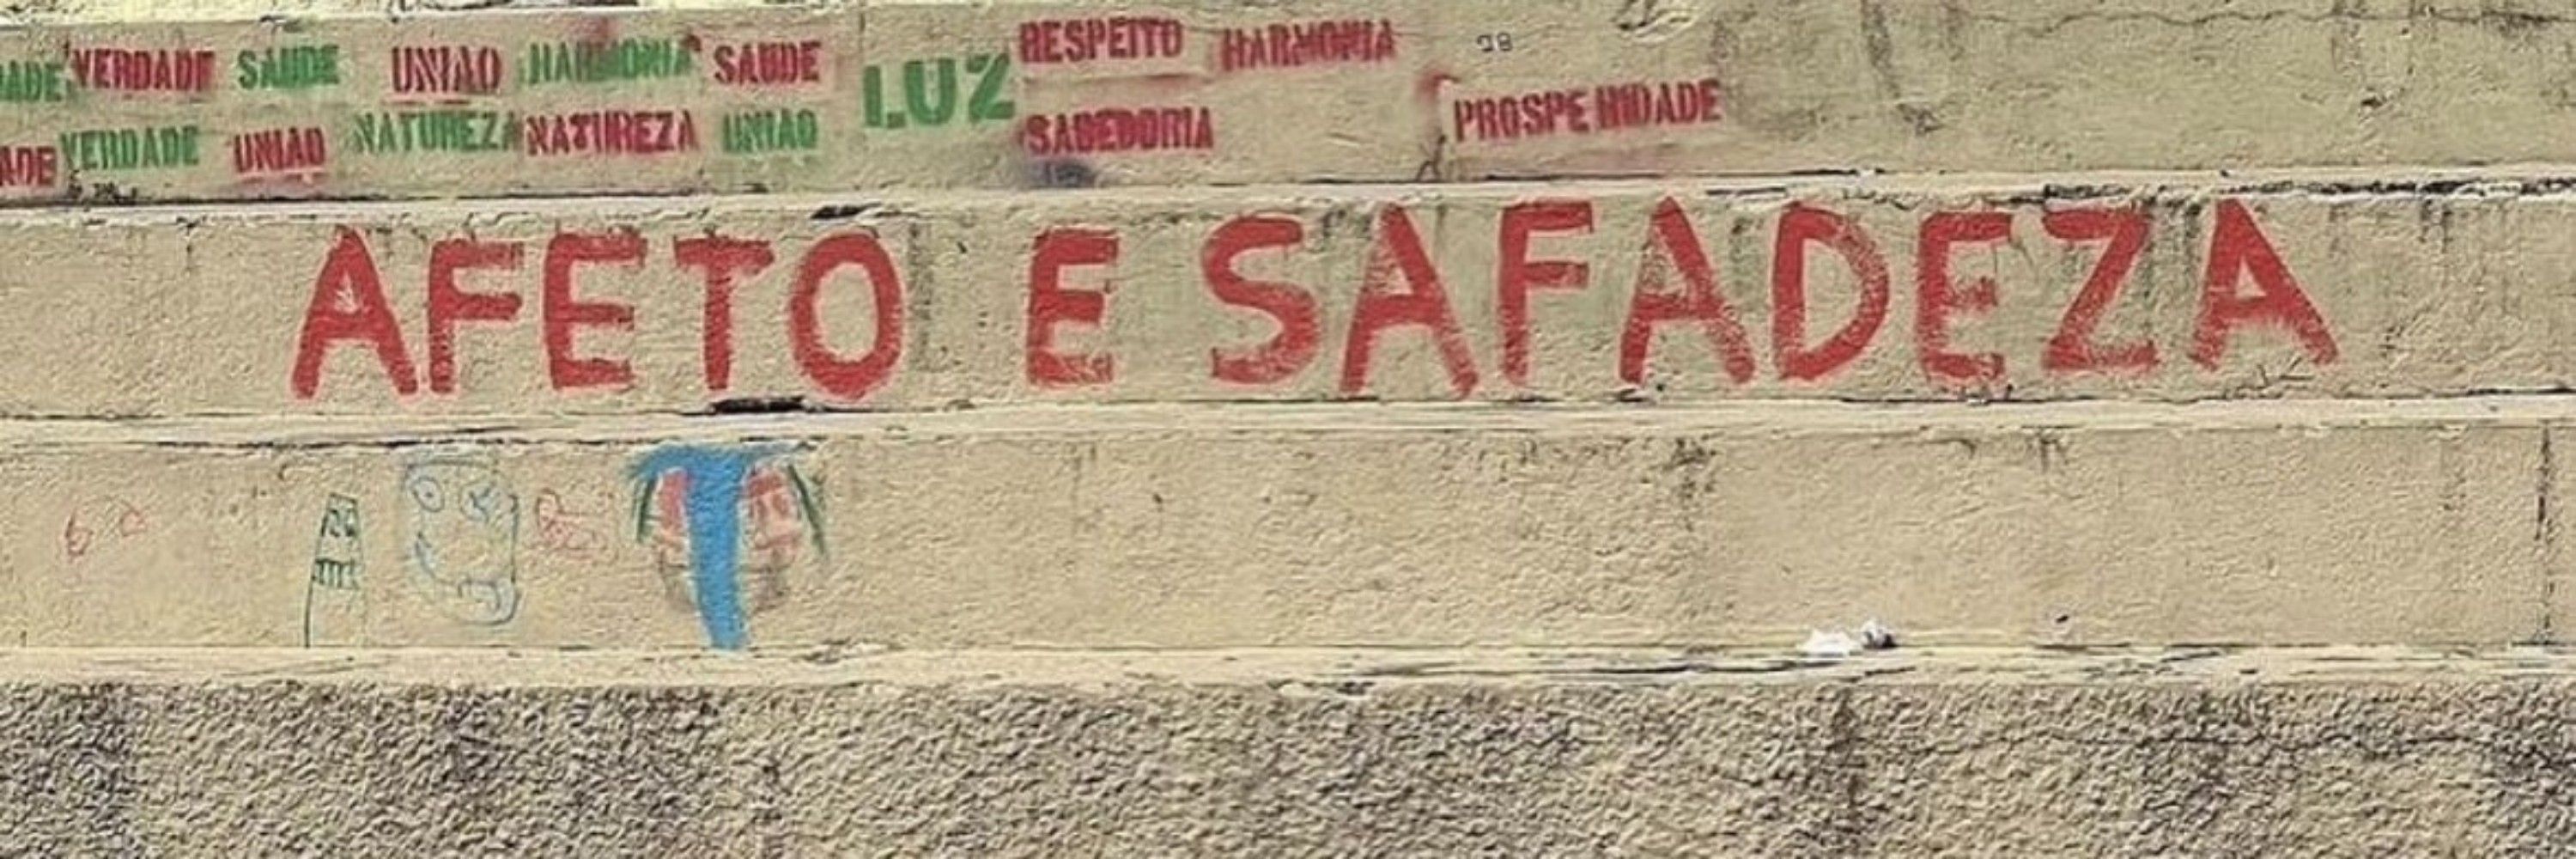 VERDADE SAUDE UNIAO HARMONIA SAUDE LUZ RESPEITO HARMONIA
VERDADE UNIAO NATUREZA NATUREZA UNIAO SABEDORIA PROSPERIDADE
AFETO E SAFADEZA